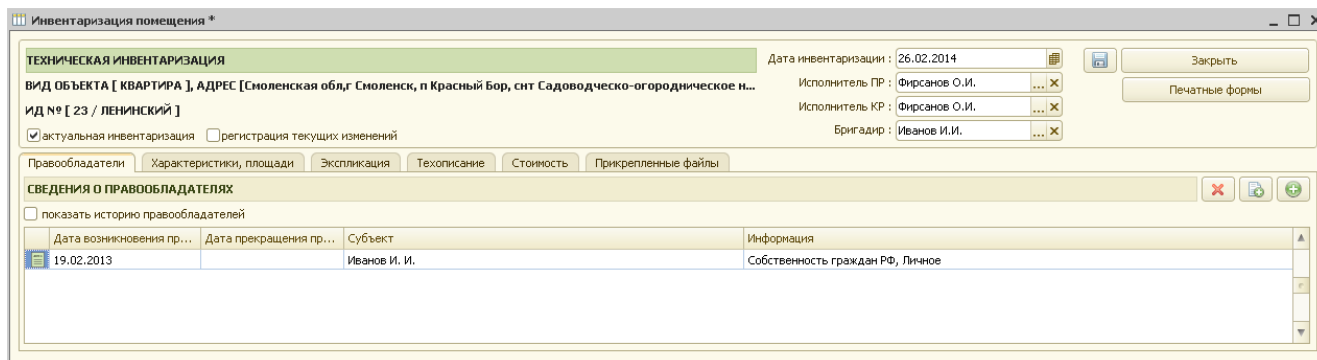 Инвентаризация помещения *
ТЕХНИЧЕСКАЯ ИНВЕНТАРИЗАЦИЯ
Дата инвентаризации : 26.02.2014
Закрыть
ВИД ОБЪЕКТА [ КВАРТИРА ], АДРЕС [Смоленская обл,г Смоленск, п Красный Бор, снт Садоводческо-огородническое н...
Исполнитель ПР : Фирсанов О.И. ...
Печатные формы
ИД № [ 23 / ЛЕНИНСКИЙ ]
Исполнитель КР : Фирсанов О.И. ...
актуальная инвентаризация регистрация текущих изменений
Бригадир : Иванов И.И. ...
Правообладатели Характеристики, площади Экспликация Техописание Стоимость Прикрепленные файлы
СВЕДЕНИЯ О ПРАВООБЛАДАТЕЛЯХ
показать историю правообладателей
Дата возникновения пр... Дата прекращения пр... Субъект Информация
19.02.2013 Иванов И. И. Собственность граждан РФ, Личное